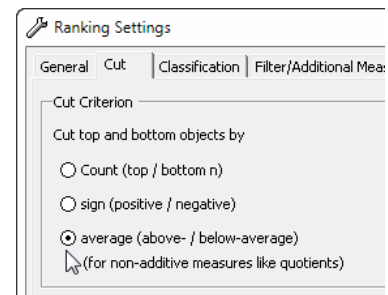 Ranking Settings
General Cut Classification Filter/Additional Meas
Cut Criterion
Cut top and bottom objects by
Count (top / bottom n)
sign (positive / negative)
average (above- / below-average)
(for non-additive measures like quotients)